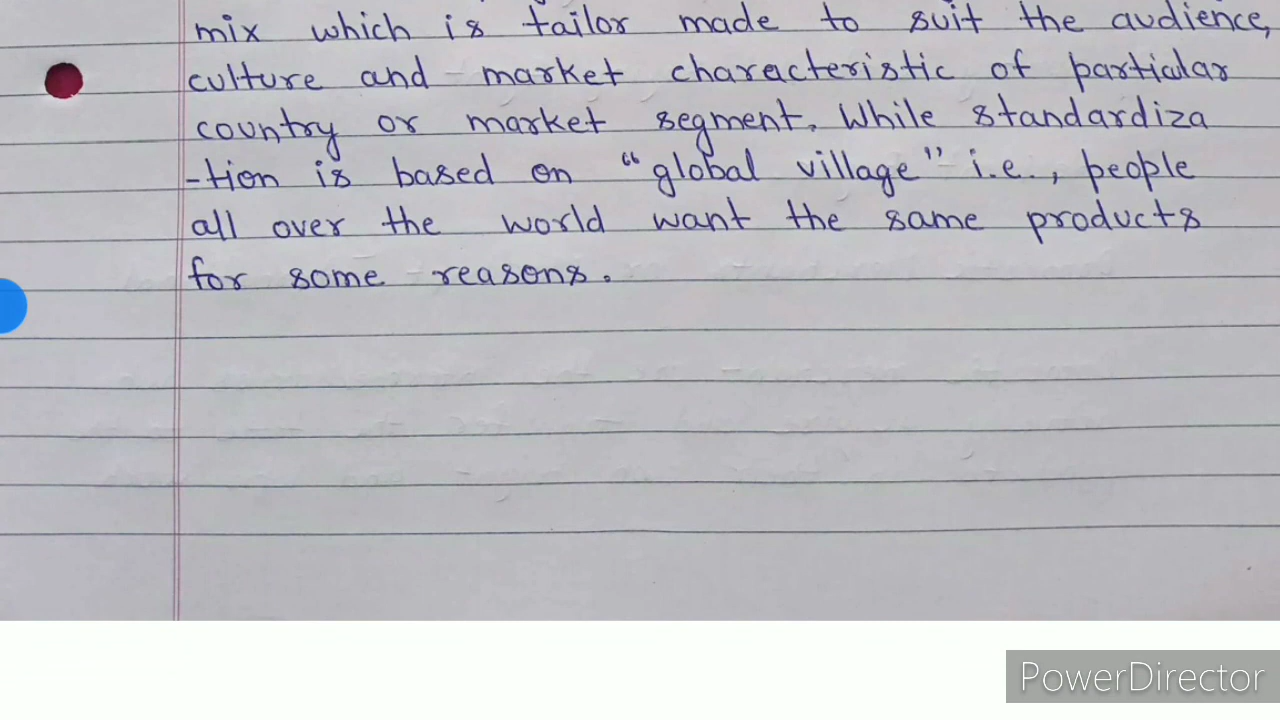 mix which is tailor made to suit the audience,
culture and market characteristic of particular
country or market segment. While standardiza
-tion is based on "global village" i.e., people
all over the world want the same products
for some reasons.
PowerDirector